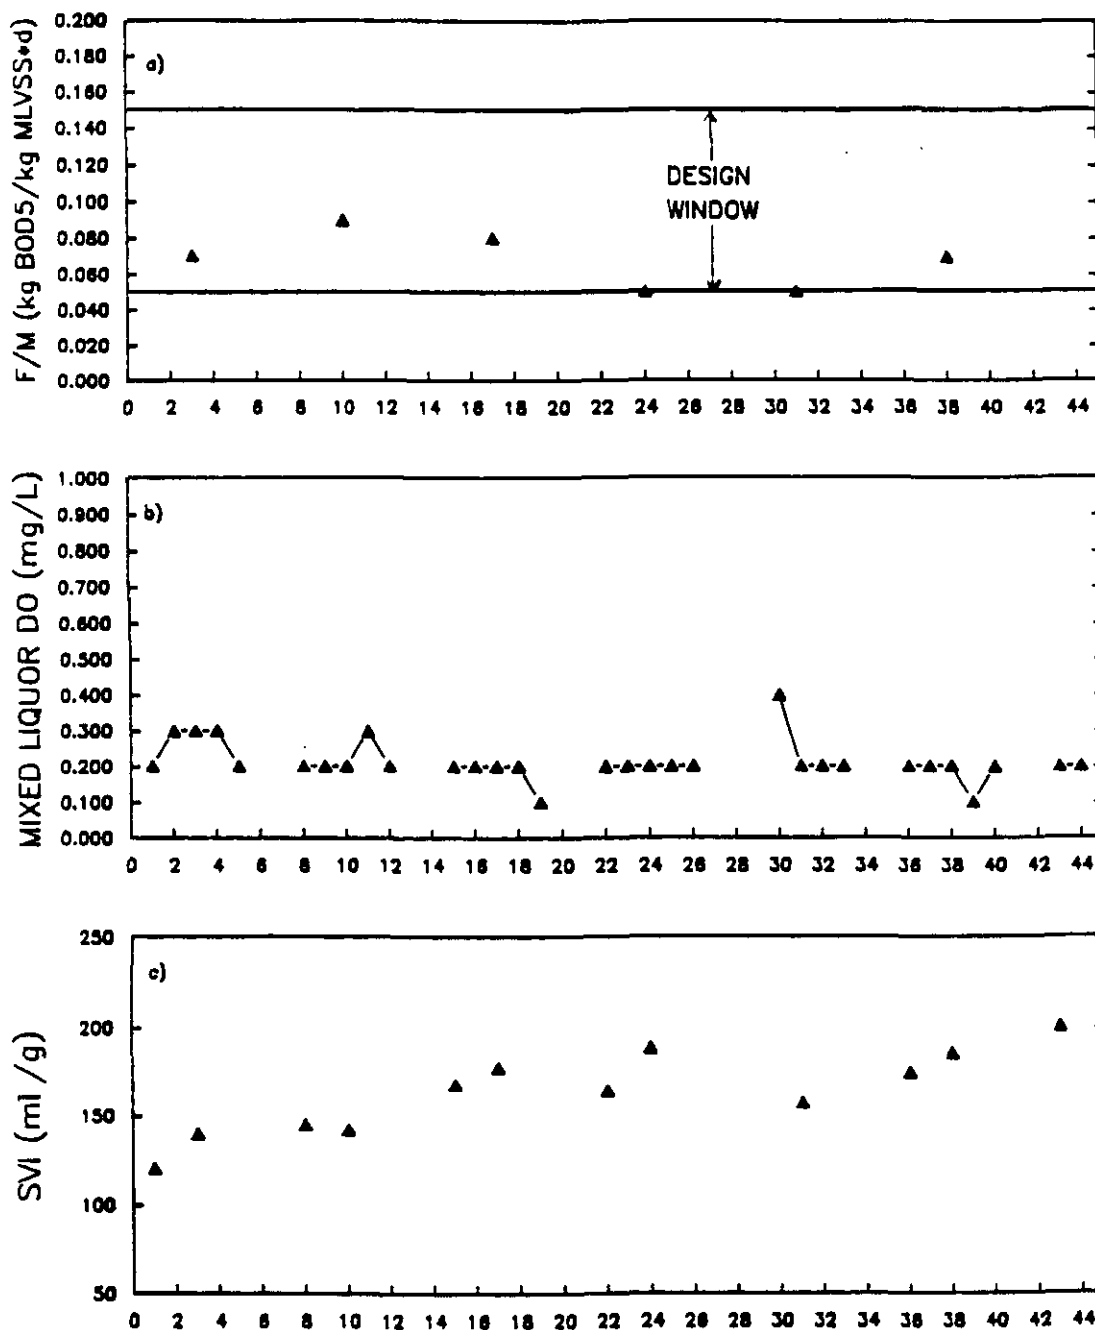 F/M (kg BOD5/kg MLVSS*d)
0.200
0.180
0.160
0.140
0.120
0.100
0.080
0.060
0.040
0.020
0.000
a)
DESIGN
WINDOW
0 2 4 6 8 10 12 14 16 18 20 22 24 26 28 30 32 34 36 38 40 42 44
MIXED LIQUOR DO (mg/L)
1.000
0.900
0.800
0.700
0.600
0.500
0.400
0.300
0.200
0.100
0.000
b)
0 2 4 6 8 10 12 14 16 18 20 22 24 26 28 30 32 34 36 38 40 42 44
SVI (ml/g)
250
200
150
100
50
c)
0 2 4 6 8 10 12 14 16 18 20 22 24 26 28 30 32 34 36 38 40 42 44